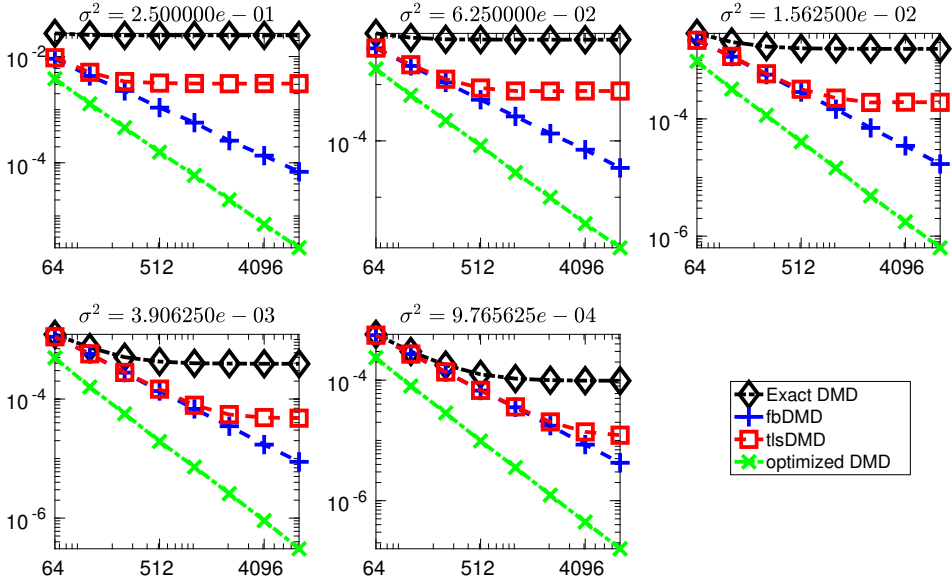 σ² = 2.500000e − 01
σ² = 6.250000e − 02
σ² = 1.562500e − 02
10⁻²
10⁻⁴
64
512
4096
10⁻⁴
64
512
4096
10⁻⁴
10⁻⁶
64
512
4096
σ² = 3.906250e − 03
σ² = 9.765625e − 04
10⁻⁴
10⁻⁶
64
512
4096
10⁻⁴
10⁻⁶
64
512
4096
Exact DMD
fbDMD
tlsDMD
optimized DMD